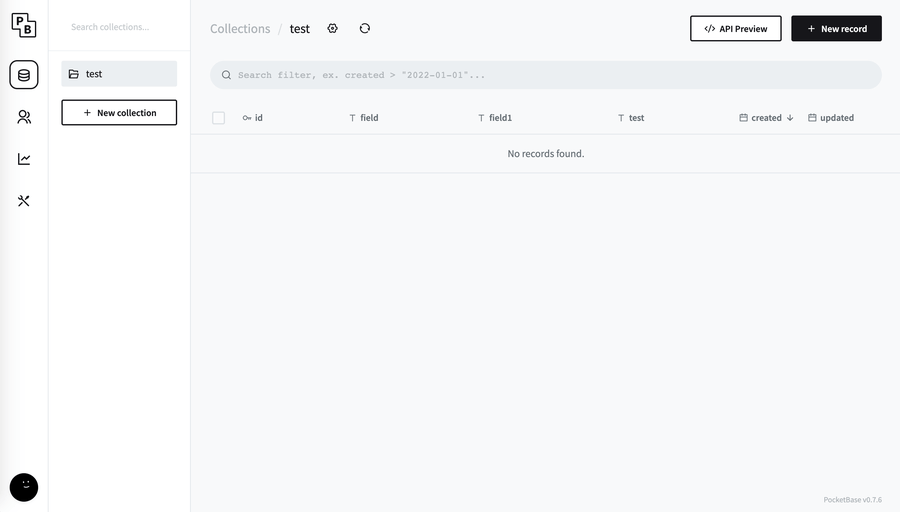 P
B
Search collections...
test
New collection
Collections / test
API Preview
New record
Search filter, ex. created > "2022-01-01"...
id
field
field1
test
created
updated
No records found.
PocketBase v0.7.6